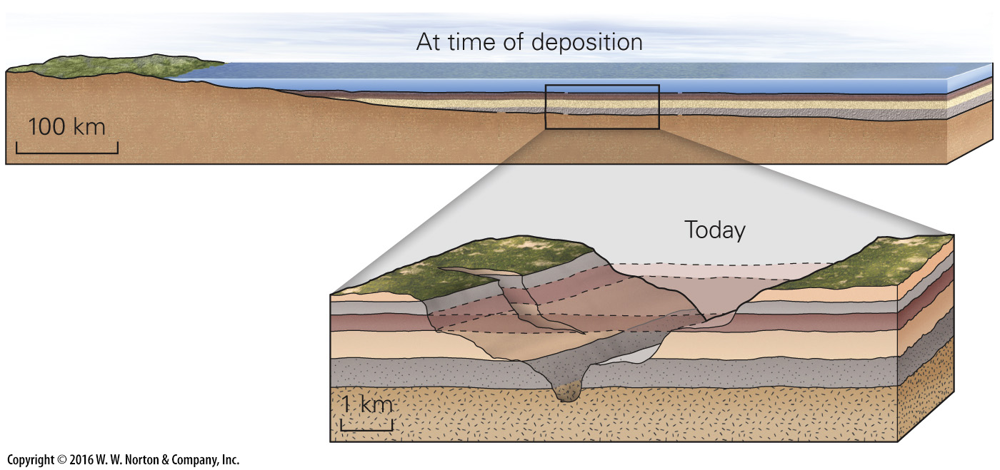 At time of deposition
100 km
Today
1 km
Copyright © 2016 W. W. Norton & Company, Inc.